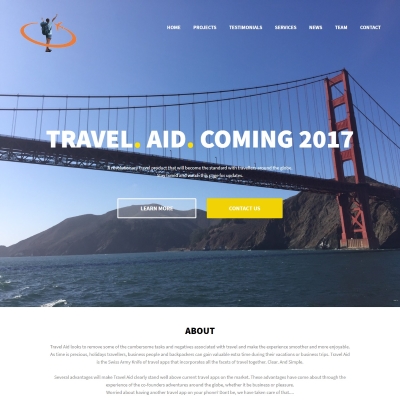 HOME PROJECTS TESTIMONIALS SERVICES NEWS TEAM CONTACT
TRAVEL. AID. COMING 2017
A revolutionary travel product that will become the standard with travellers around the globe.
Stay tuned and watch this page for updates.
LEARN MORE CONTACT US
ABOUT
Travel Aid looks to remove some of the cumbersome tasks and negatives associated with travel and make the experience smoother and more enjoyable.
As time is precious, holidays travellers, business people and backpackers can gain valuable extra time during their vacations or business trips. Travel Aid
is the Swiss Army Knife of travel apps that incorporates all the facets of travel together. Clean. And Simple.
Several advantages will make Travel Aid clearly stand well above current travel apps on the market. These advantages have come about through the
experience of the co-founders adventures around the globe, whether it be business or pleasure.
Worried about having another travel app on your phone? Don't be, we have taken care of that....